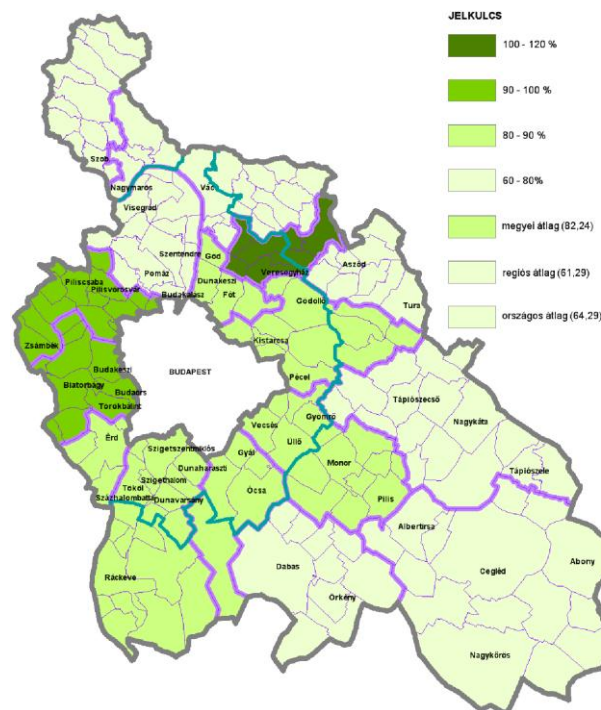 JELKULCS
100 - 120 %
90 - 100 %
80 - 90 %
60 - 80%
megyei átlag (82,24)
regiós átlag (61,29)
országos átlag (64,29)
Szob
Nagymaros
Vác
Visegrád
Szentendre
Göd
Veresegyház
Aszód
Piliscsaba
Pilisvörösvár
Pomáz
Dunakeszi
Budakalász
Fót
Gödöllő
Tura
Zsámbék
Kistarcsa
Budakeszi
BUDAPEST
Biatorbágy
Budaörs
Pécel
Törökbálint
Tápiószecső
Nagykáta
Érd
Vecsés
Gyömrő
Szigetszentmiklós
Gyál
Üllő
Dunaharaszti
Monor
Tápiószele
Szigethalom
Tököl
Ócsa
Százhalombatta
Dunavarsány
Pilis
Albertirsa
Cegléd
Abony
Ráckeve
Dabas
Örkény
Nagykőrös